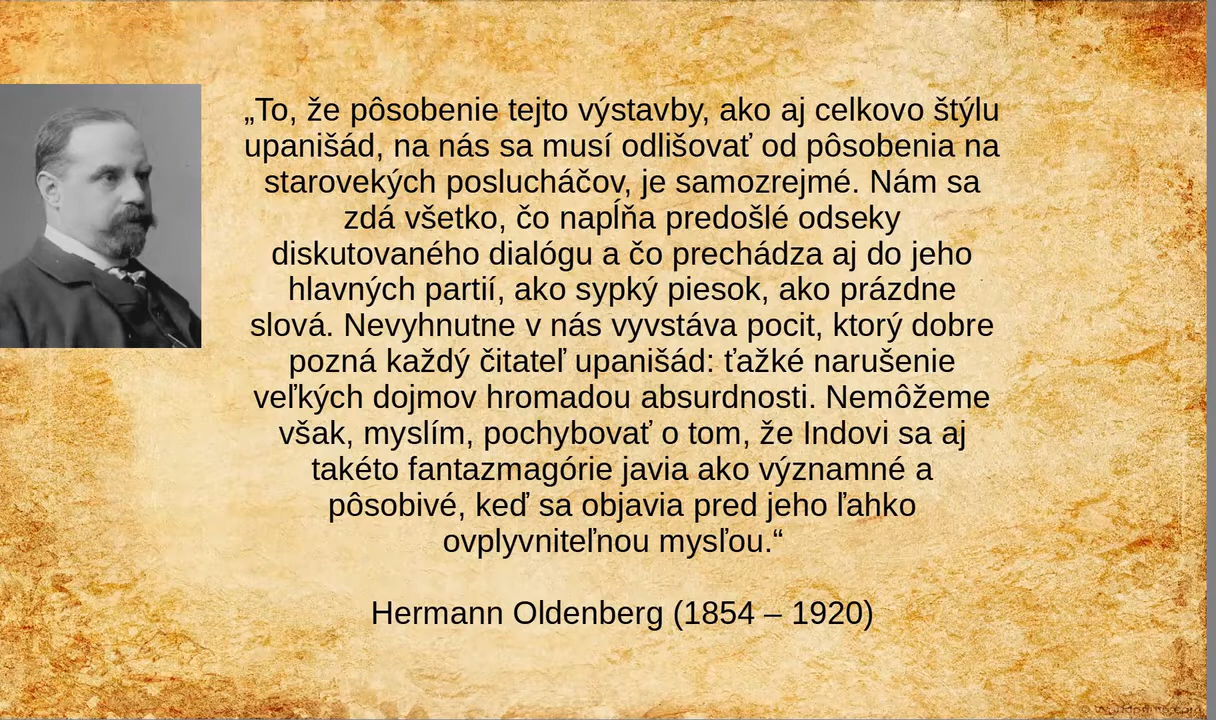 „To, že pôsobenie tejto výstavby, ako aj celkovo štýlu
upanišád, na nás sa musí odlišovať od pôsobenia na
starovekých poslucháčov, je samozrejmé. Nám sa
zdá všetko, čo napĺňa predošlé odseky
diskutovaného dialógu a čo prechádza aj do jeho
hlavných partií, ako sypký piesok, ako prázdne
slová. Nevyhnutne v nás vyvstáva pocit, ktorý dobre
pozná každý čitateľ upanišád: ťažké narušenie
veľkých dojmov hromadou absurdnosti. Nemôžeme
však, myslím, pochybovať o tom, že Indovi sa aj
takéto fantazmagórie javia ako významné a
pôsobivé, keď sa objavia pred jeho ľahko
ovplyvniteľnou mysľou.“
Hermann Oldenberg (1854 – 1920)